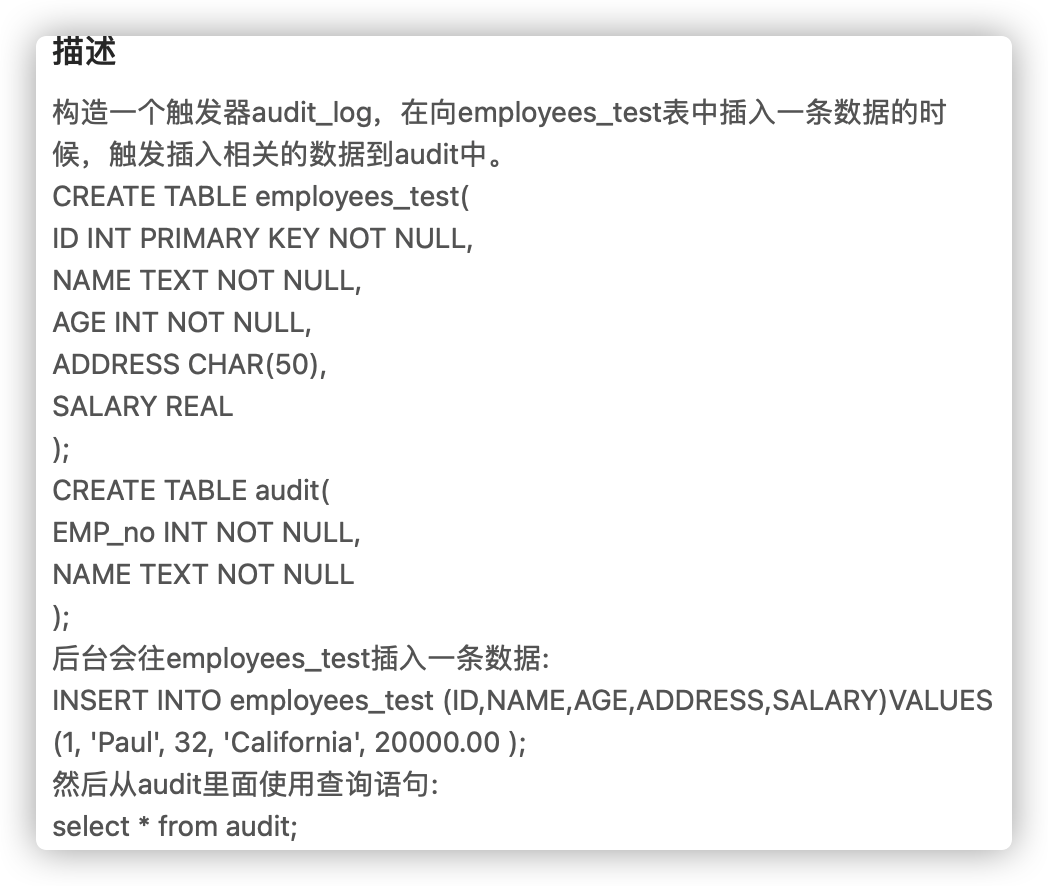 描述
构造一个触发器audit_log，在向employees_test表中插入一条数据的时
候，触发插入相关的数据到audit中。
CREATE TABLE employees_test(
ID INT PRIMARY KEY NOT NULL,
NAME TEXT NOT NULL,
AGE INT NOT NULL,
ADDRESS CHAR(50),
SALARY REAL
);
CREATE TABLE audit(
EMP_no INT NOT NULL,
NAME TEXT NOT NULL
);
后台会往employees_test插入一条数据:
INSERT INTO employees_test (ID,NAME,AGE,ADDRESS,SALARY)VALUES
(1, 'Paul', 32, 'California', 20000.00 );
然后从audit里面使用查询语句:
select * from audit;